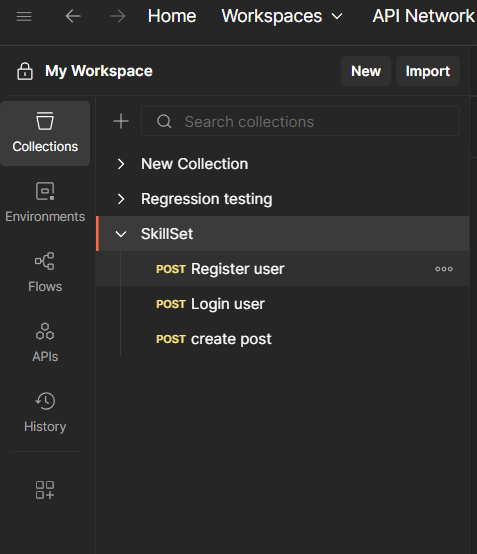 Home Workspaces API Network
My Workspace New Import
Collections
Search collections
New Collection
Environments
Regression testing
SkillSet
Flows
POST Register user
POST Login user
APIs
POST create post
History